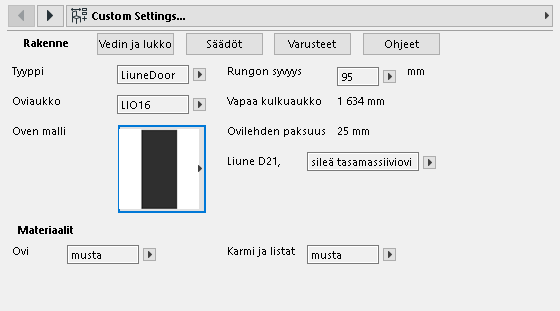 Custom Settings...
Rakenne Vedin ja lukko Säädöt Varusteet Ohjeet
Tyyppi LiuneDoor Rungon syvyys 95 mm
Oviaukko LIO16 Vapaa kulkuaukko 1 634 mm
Oven malli Ovilehden paksuus 25 mm
Liune D21, sileä tasamassiiviovi
Materiaalit
Ovi musta Karmi ja listat musta